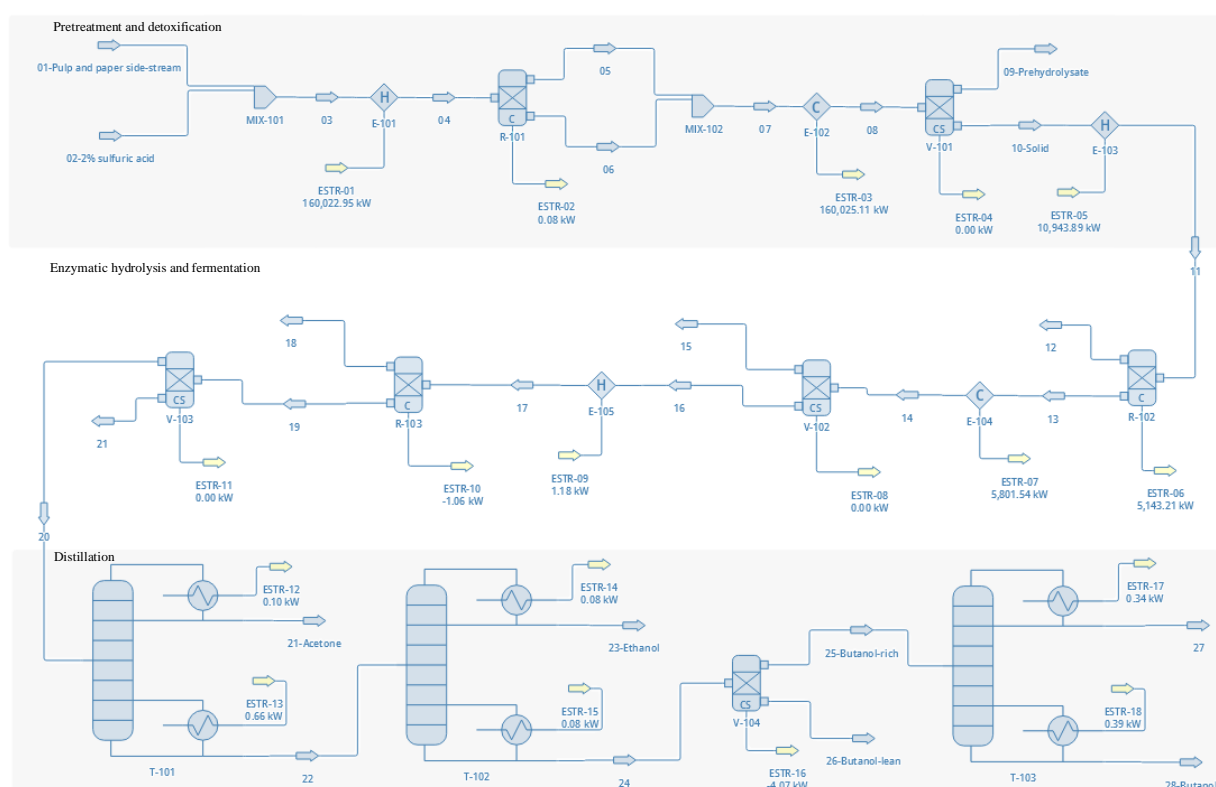 Pretreatment and detoxification
01-Pulp and paper side-stream
02-2% sulfuric acid
MIX-101
03
H
E-101
04
ESTR-01
160,022.95 kW
C
R-101
ESTR-02
0.08 kW
05
06
MIX-102
07
C
E-102
08
ESTR-03
160,025.11 kW
CS
V-101
ESTR-04
0.00 kW
09-Prehydrolysate
10-Solid
H
E-103
ESTR-05
10,943.89 kW
11
Enzymatic hydrolysis and fermentation
12
C
R-102
ESTR-06
5,143.21 kW
13
C
E-104
ESTR-07
5,801.54 kW
14
15
CS
V-102
ESTR-08
0.00 kW
16
H
E-105
ESTR-09
1.18 kW
17
18
C
R-103
ESTR-10
-1.06 kW
19
CS
V-103
ESTR-11
0.00 kW
21
20
Distillation
ESTR-12
0.10 kW
21-Acetone
ESTR-13
0.66 kW
T-101
22
ESTR-14
0.08 kW
23-Ethanol
ESTR-15
0.08 kW
T-102
24
CS
V-104
ESTR-16
-4.07 kW
25-Butanol-rich
26-Butanol-lean
ESTR-17
0.34 kW
27
ESTR-18
0.39 kW
T-103
28-Butanol